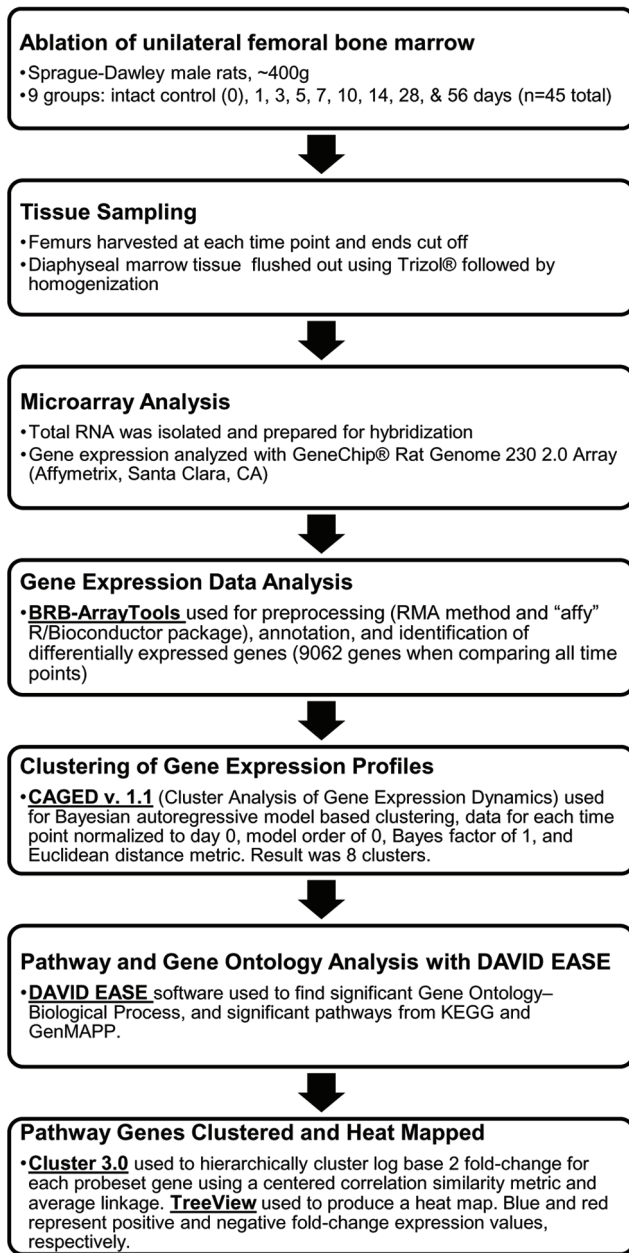 Ablation of unilateral femoral bone marrow
•Sprague-Dawley male rats, ~400g
•9 groups: intact control (0), 1, 3, 5, 7, 10, 14, 28, & 56 days (n=45 total)
Tissue Sampling
•Femurs harvested at each time point and ends cut off
•Diaphyseal marrow tissue flushed out using Trizol® followed by
homogenization
Microarray Analysis
•Total RNA was isolated and prepared for hybridization
•Gene expression analyzed with GeneChip® Rat Genome 230 2.0 Array
(Affymetrix, Santa Clara, CA)
Gene Expression Data Analysis
•BRB-ArrayTools used for preprocessing (RMA method and “affy”
R/Bioconductor package), annotation, and identification of
differentially expressed genes (9062 genes when comparing all time
points)
Clustering of Gene Expression Profiles
•CAGED v. 1.1 (Cluster Analysis of Gene Expression Dynamics) used
for Bayesian autoregressive model based clustering, data for each time
point normalized to day 0, model order of 0, Bayes factor of 1, and
Euclidean distance metric. Result was 8 clusters.
Pathway and Gene Ontology Analysis with DAVID EASE
•DAVID EASE software used to find significant Gene Ontology–
Biological Process, and significant pathways from KEGG and
GenMAPP.
Pathway Genes Clustered and Heat Mapped
•Cluster 3.0 used to hierarchically cluster log base 2 fold-change for
each probeset gene using a centered correlation similarity metric and
average linkage. TreeView used to produce a heat map. Blue and red
represent positive and negative fold-change expression values,
respectively.